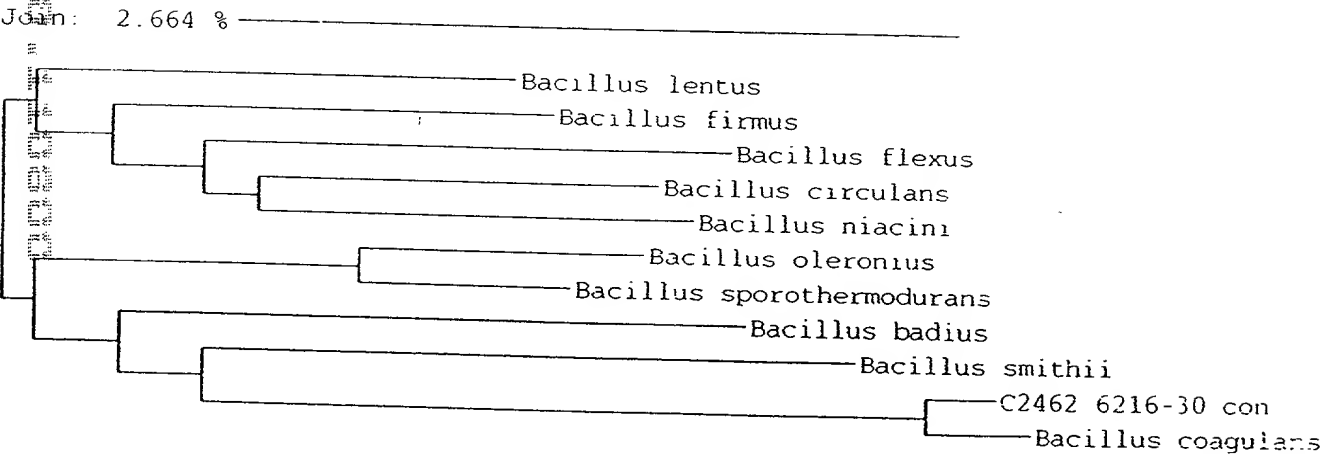 Join: 2.664 %
Bacillus lentus
Bacillus firmus
Bacillus flexus
Bacillus circulans
Bacillus niacini
Bacillus oleronius
Bacillus sporothermodurans
Bacillus badius
Bacillus smithii
C2462 6216-30 con
Bacillus coagulans